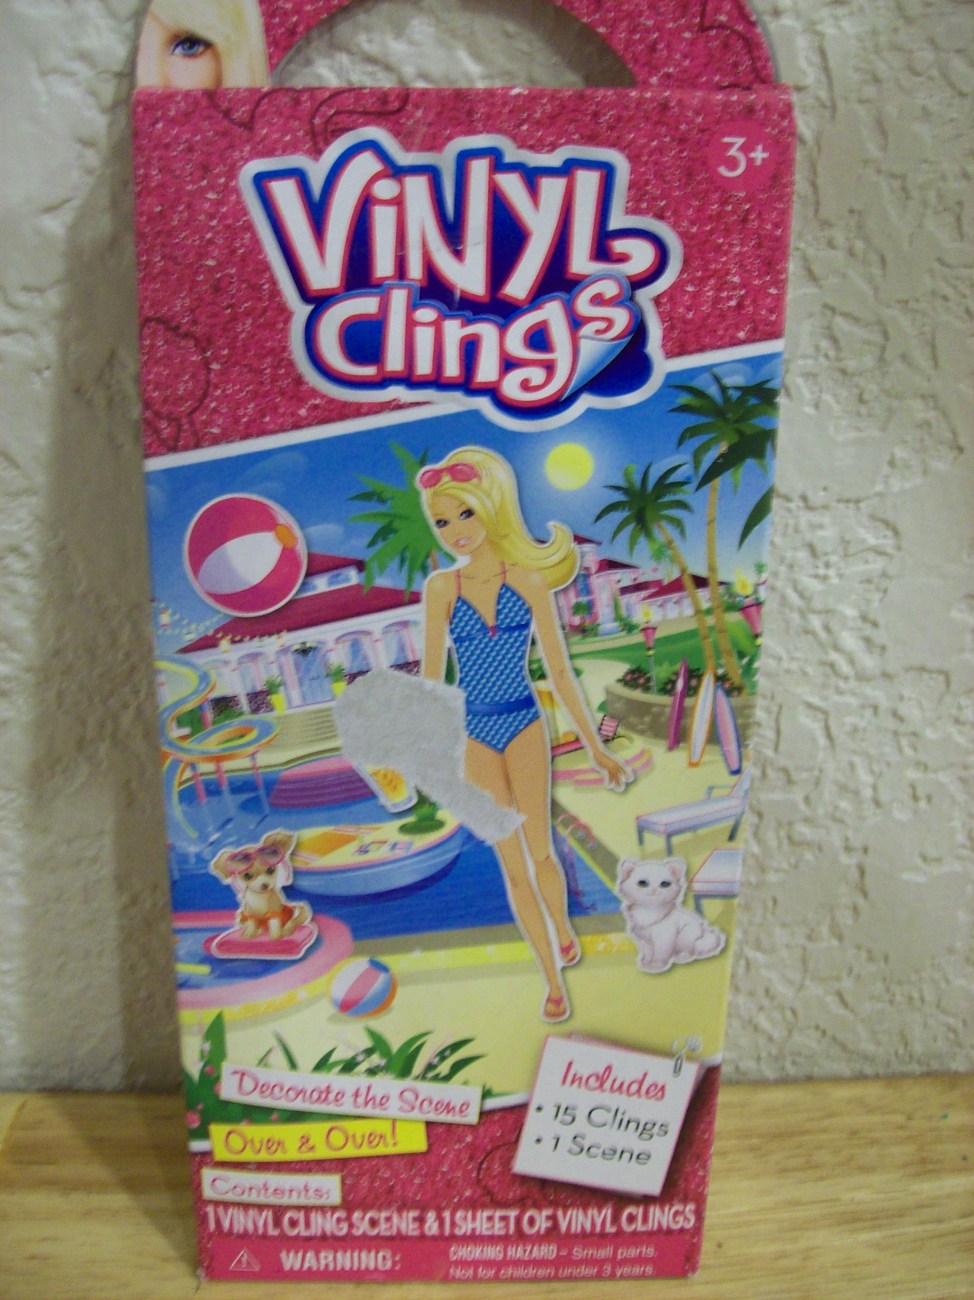 3+
ViNYL
Clings
Decorate the Scene
Over & Over!
Includes
• 15 Clings
• 1 Scene
Contents:
1 VINYL CLING SCENE & 1 SHEET OF VINYL CLINGS
WARNING:
CHOKING HAZARD – Small parts.
Not for children under 3 years.